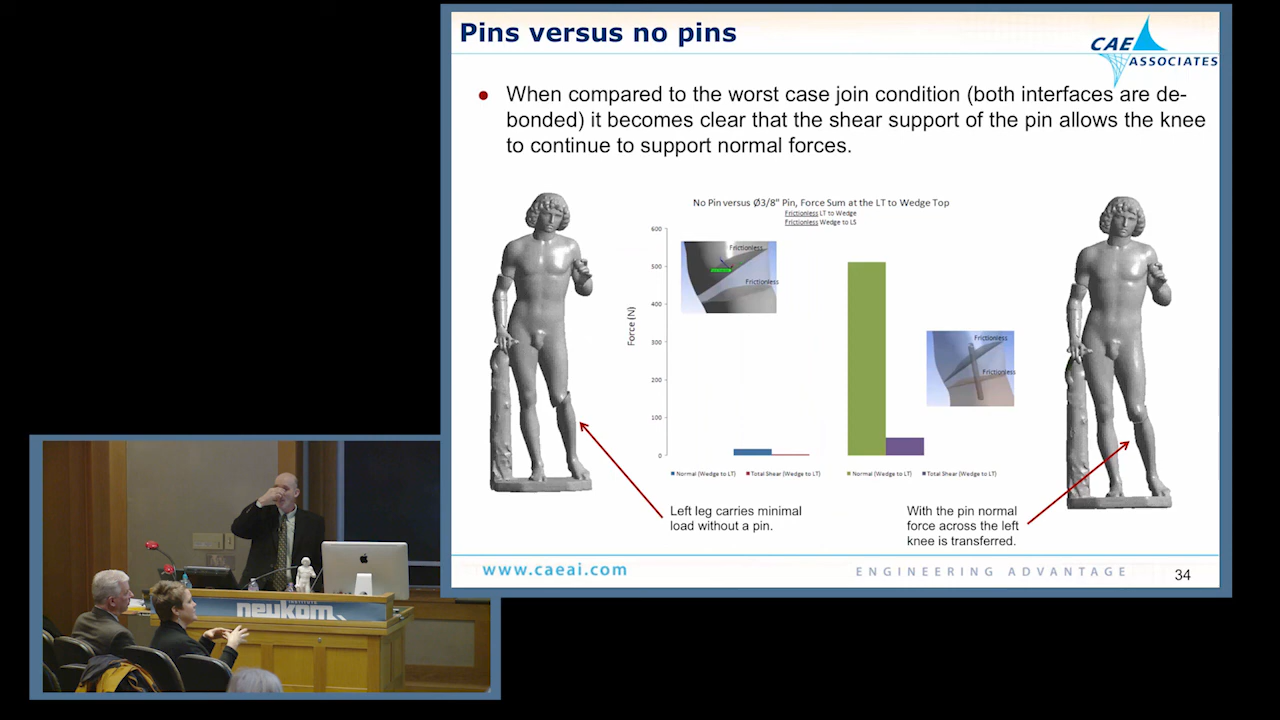 Pins versus no pins
CAE
ASSOCIATES
● When compared to the worst case join condition (both interfaces are de-
bonded) it becomes clear that the shear support of the pin allows the knee
to continue to support normal forces.
No Pin versus Ø3/8" Pin, Force Sum at the LT to Wedge Top
Frictionless LT to Wedge
Frictionless Wedge to LS
600
500
400
300
200
100
0
Force (N)
Frictionless
Frictionless
Frictionless
Frictionless
Normal (Wedge to LT)
Total Shear (Wedge to LT)
Normal (Wedge to LT)
Total Shear (Wedge to LT)
Left leg carries minimal
load without a pin.
With the pin normal
force across the left
knee is transferred.
www.caeai.com
ENGINEERING ADVANTAGE
34
INSTITUTE
neukom